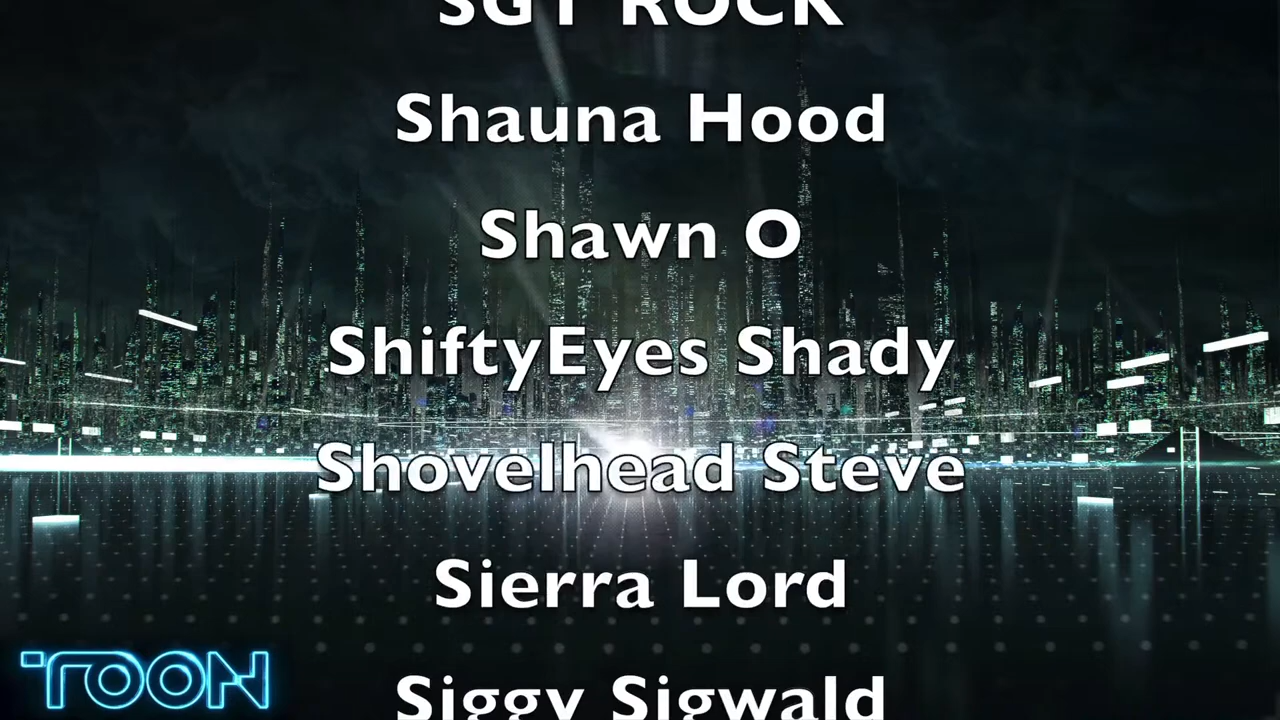 SGT ROCK
Shauna Hood
Shawn O
ShiftyEyes Shady
Shovelhead Steve
Sierra Lord
Siggy Sigwald
TOON